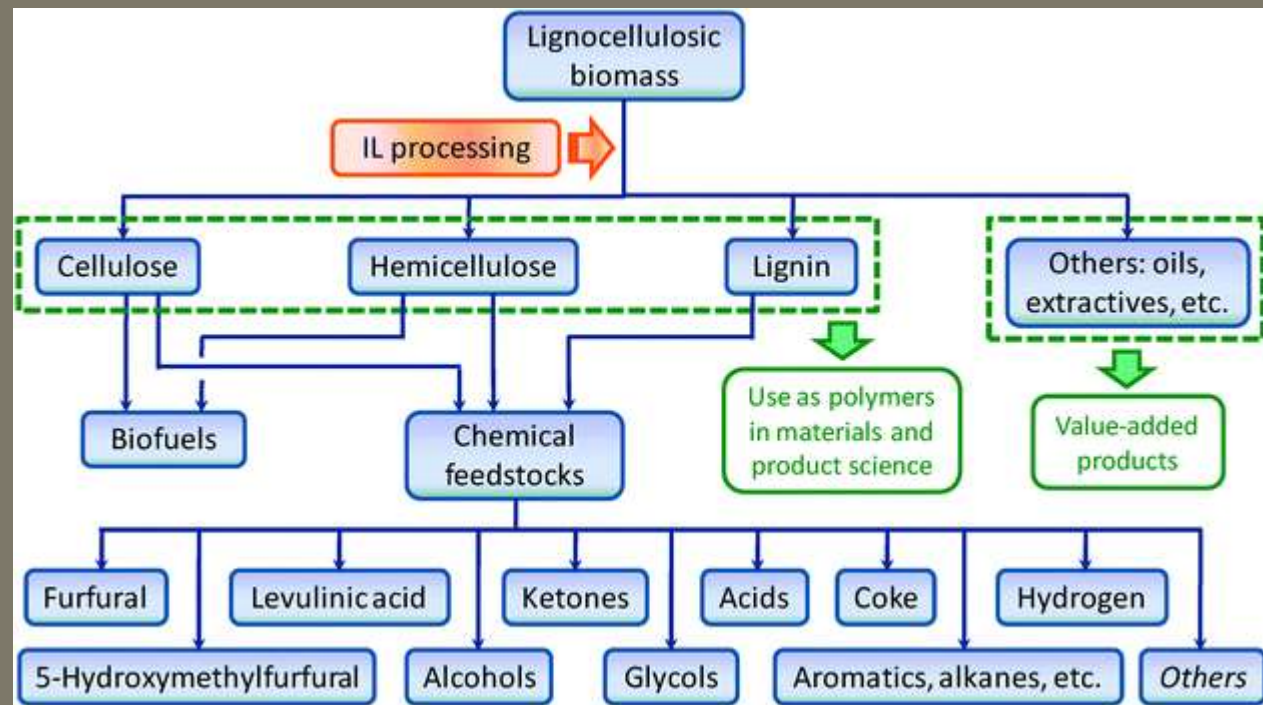 Lignocellulosic
biomass
IL processing
Cellulose
Hemicellulose
Lignin
Others: oils,
extractives, etc.
Biofuels
Chemical
feedstocks
Use as polymers
in materials and
product science
Value-added
products
Furfural
Levulinic acid
Ketones
Acids
Coke
Hydrogen
5-Hydroxymethylfurfural
Alcohols
Glycols
Aromatics, alkanes, etc.
Others